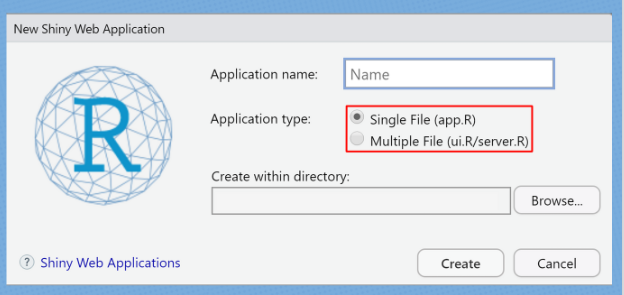 New Shiny Web Application
R
Application name: Name
Application type: Single File (app.R)
Multiple File (ui.R/server.R)
Create within directory:
Browse...
? Shiny Web Applications
Create
Cancel